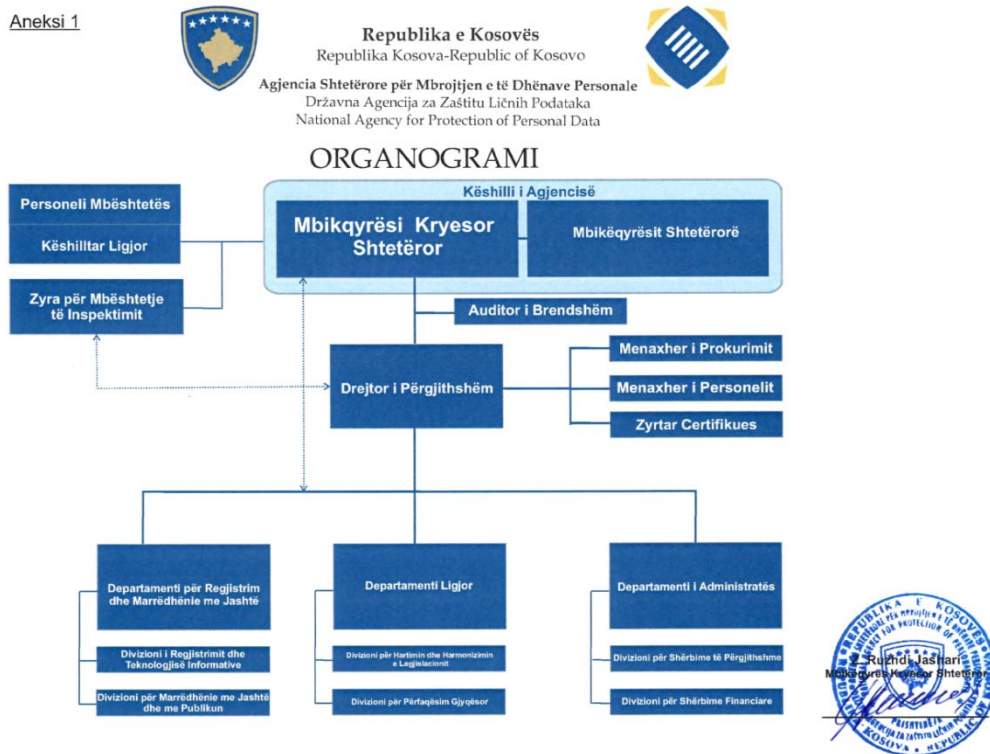 Aneksi 1
Republika e Kosovës
Republika Kosova-Republic of Kosovo
Agjencia Shtetërore për Mbrojtjen e të Dhënave Personale
Državna Agencija za Zaštitu Ličnih Podataka
National Agency for Protection of Personal Data
ORGANOGRAMI
Këshilli i Agjencisë
Personeli Mbështetës
Këshilltar Ligjor
Mbikqyrësi Kryesor
Shtetëror
Mbikëqyrësit Shtetërorë
Zyra për Mbështetje
të Inspektimit
Auditor i Brendshëm
Drejtor i Përgjithshëm
Menaxher i Prokurimit
Menaxher i Personelit
Zyrtar Certifikues
Departamenti për Regjistrim
dhe Marrëdhënie me Jashtë
Divizioni i Regjistrimit dhe
Teknologjisë Informative
Divizioni për Marrëdhënie me Jashtë
dhe me Publikun
Departamenti Ligjor
Divizioni për Hartimin dhe Harmonizimin
e Legjislacionit
Divizioni për Përfaqësim Gjyqësor
Departamenti i Administratës
Divizioni për Shërbime të Përgjithshme
Divizioni për Shërbime Financiare
Z. Ruzhdi Jashari
Mbikëqyrës Kryesor Shtetëror